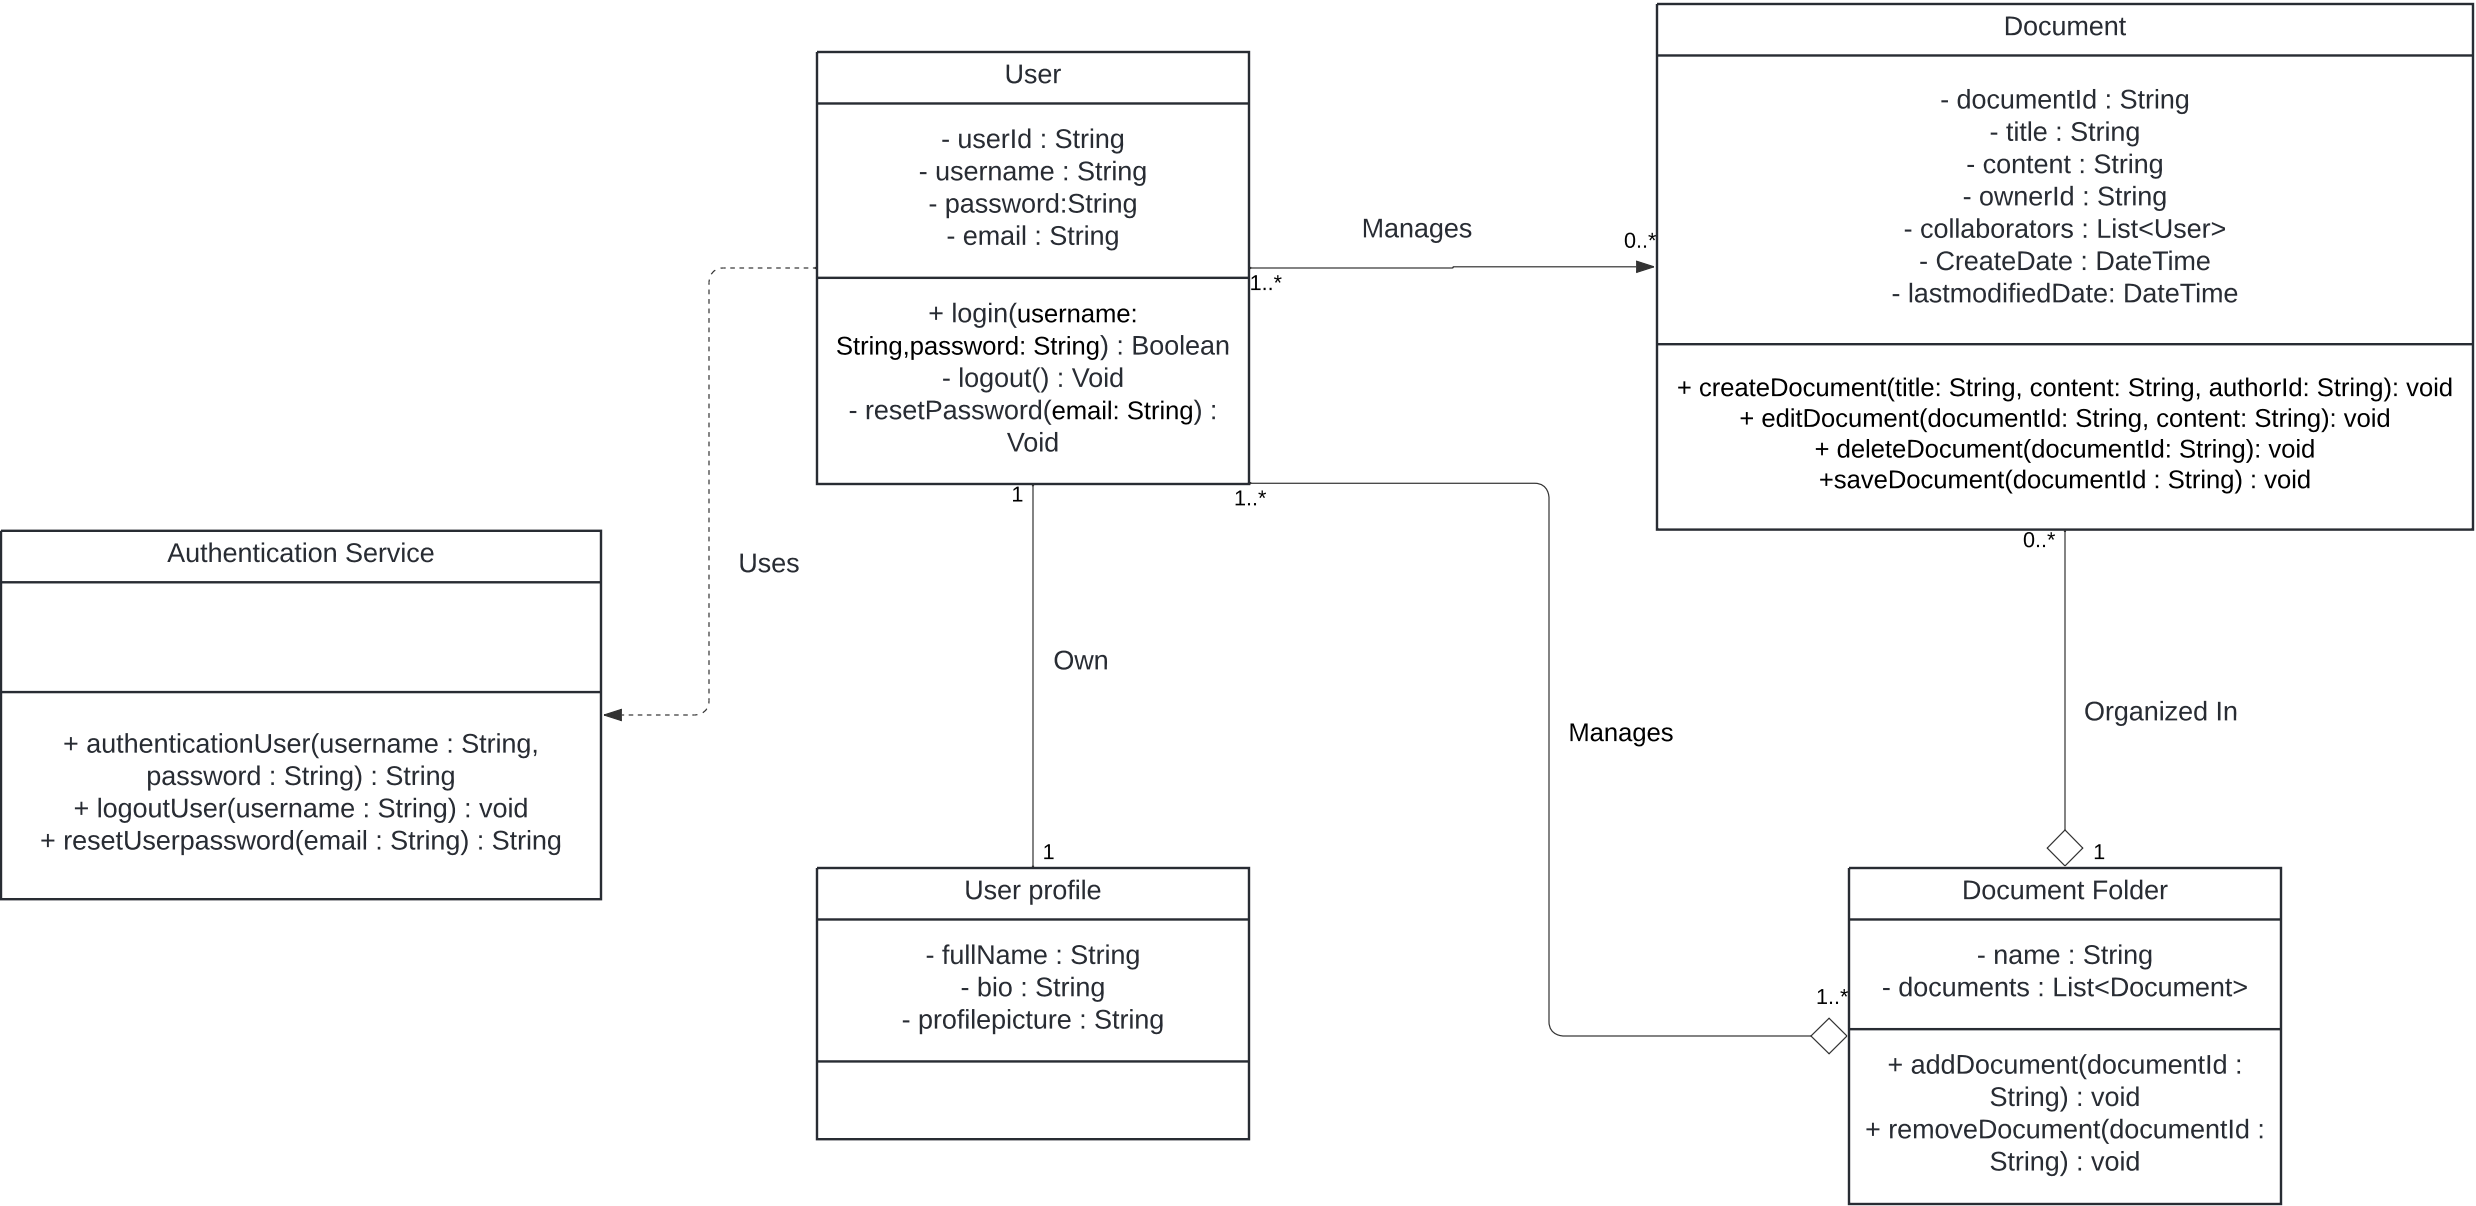 User
- userId : String
- username : String
- password:String
- email : String
+ login(username:
String,password: String) : Boolean
- logout() : Void
- resetPassword(email: String) :
Void
Manages
1..*
0..*
Document
- documentId : String
- title : String
- content : String
- ownerId : String
- collaborators : List<User>
- CreateDate : DateTime
- lastmodifiedDate: DateTime
+ createDocument(title: String, content: String, authorId: String): void
+ editDocument(documentId: String, content: String): void
+ deleteDocument(documentId: String): void
+saveDocument(documentId : String) : void
Authentication Service
+ authenticationUser(username : String,
password : String) : String
+ logoutUser(username : String) : void
+ resetUserpassword(email : String) : String
Uses
1
Own
1
1..*
Manages
1..*
0..*
Organized In
1
User profile
- fullName : String
- bio : String
- profilepicture : String
Document Folder
- name : String
- documents : List<Document>
+ addDocument(documentId :
String) : void
+ removeDocument(documentId :
String) : void